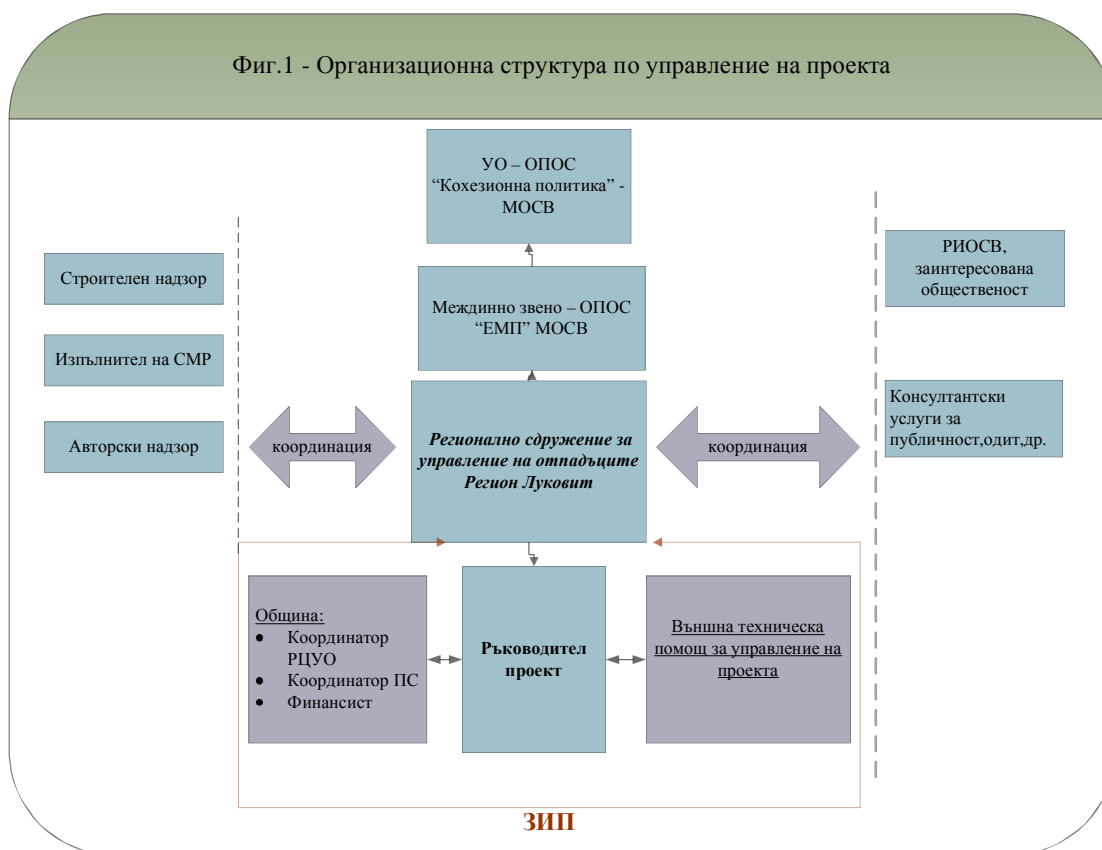 Фиг.1 - Организационна структура по управление на проекта
УО – ОПОС
“Кохезионна политика” -
МОСВ
Междинно звено – ОПОС
“ЕМП” МОСВ
Строителен надзор
Изпълнител на СМР
Авторски надзор
координация
Регионално сдружение за
управление на отпадъците
Регион Луковит
координация
РИОСВ,
заинтересована
общественост
Консултантски
услуги за
публичност,одит,др.
Община:
● Координатор
РЦУО
● Координатор ПС
● Финансист
Ръководител
проект
Външна техническа
помощ за управление на
проекта
ЗИП